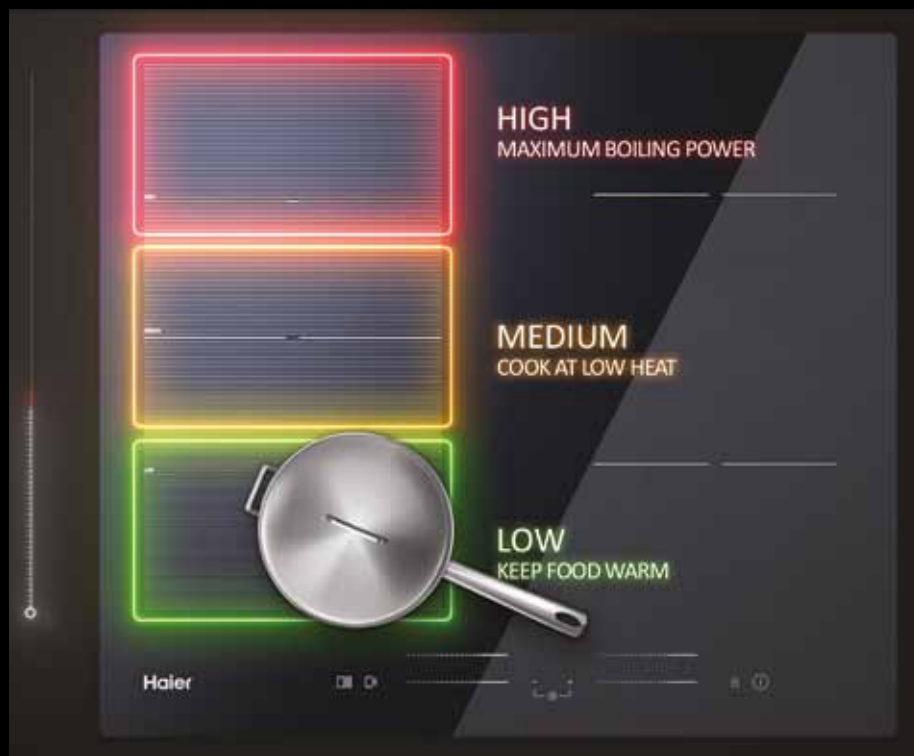 HIGH
MAXIMUM BOILING POWER
MEDIUM
COOK AT LOW HEAT
LOW
KEEP FOOD WARM
Haier